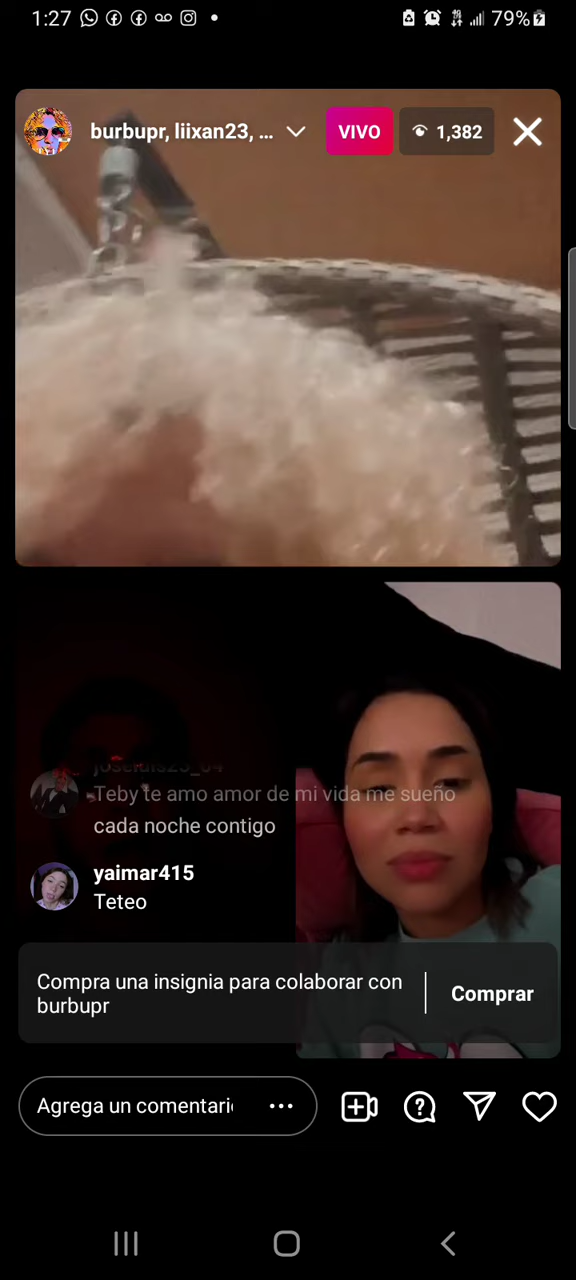 1:27
79%
burbupr, liixan23, ...
VIVO
1,382
joseluis23_04
Teby te amo amor de mi vida me sueño
cada noche contigo
yaimar415
Teteo
Compra una insignia para colaborar con
burbupr
Comprar
Agrega un comentari